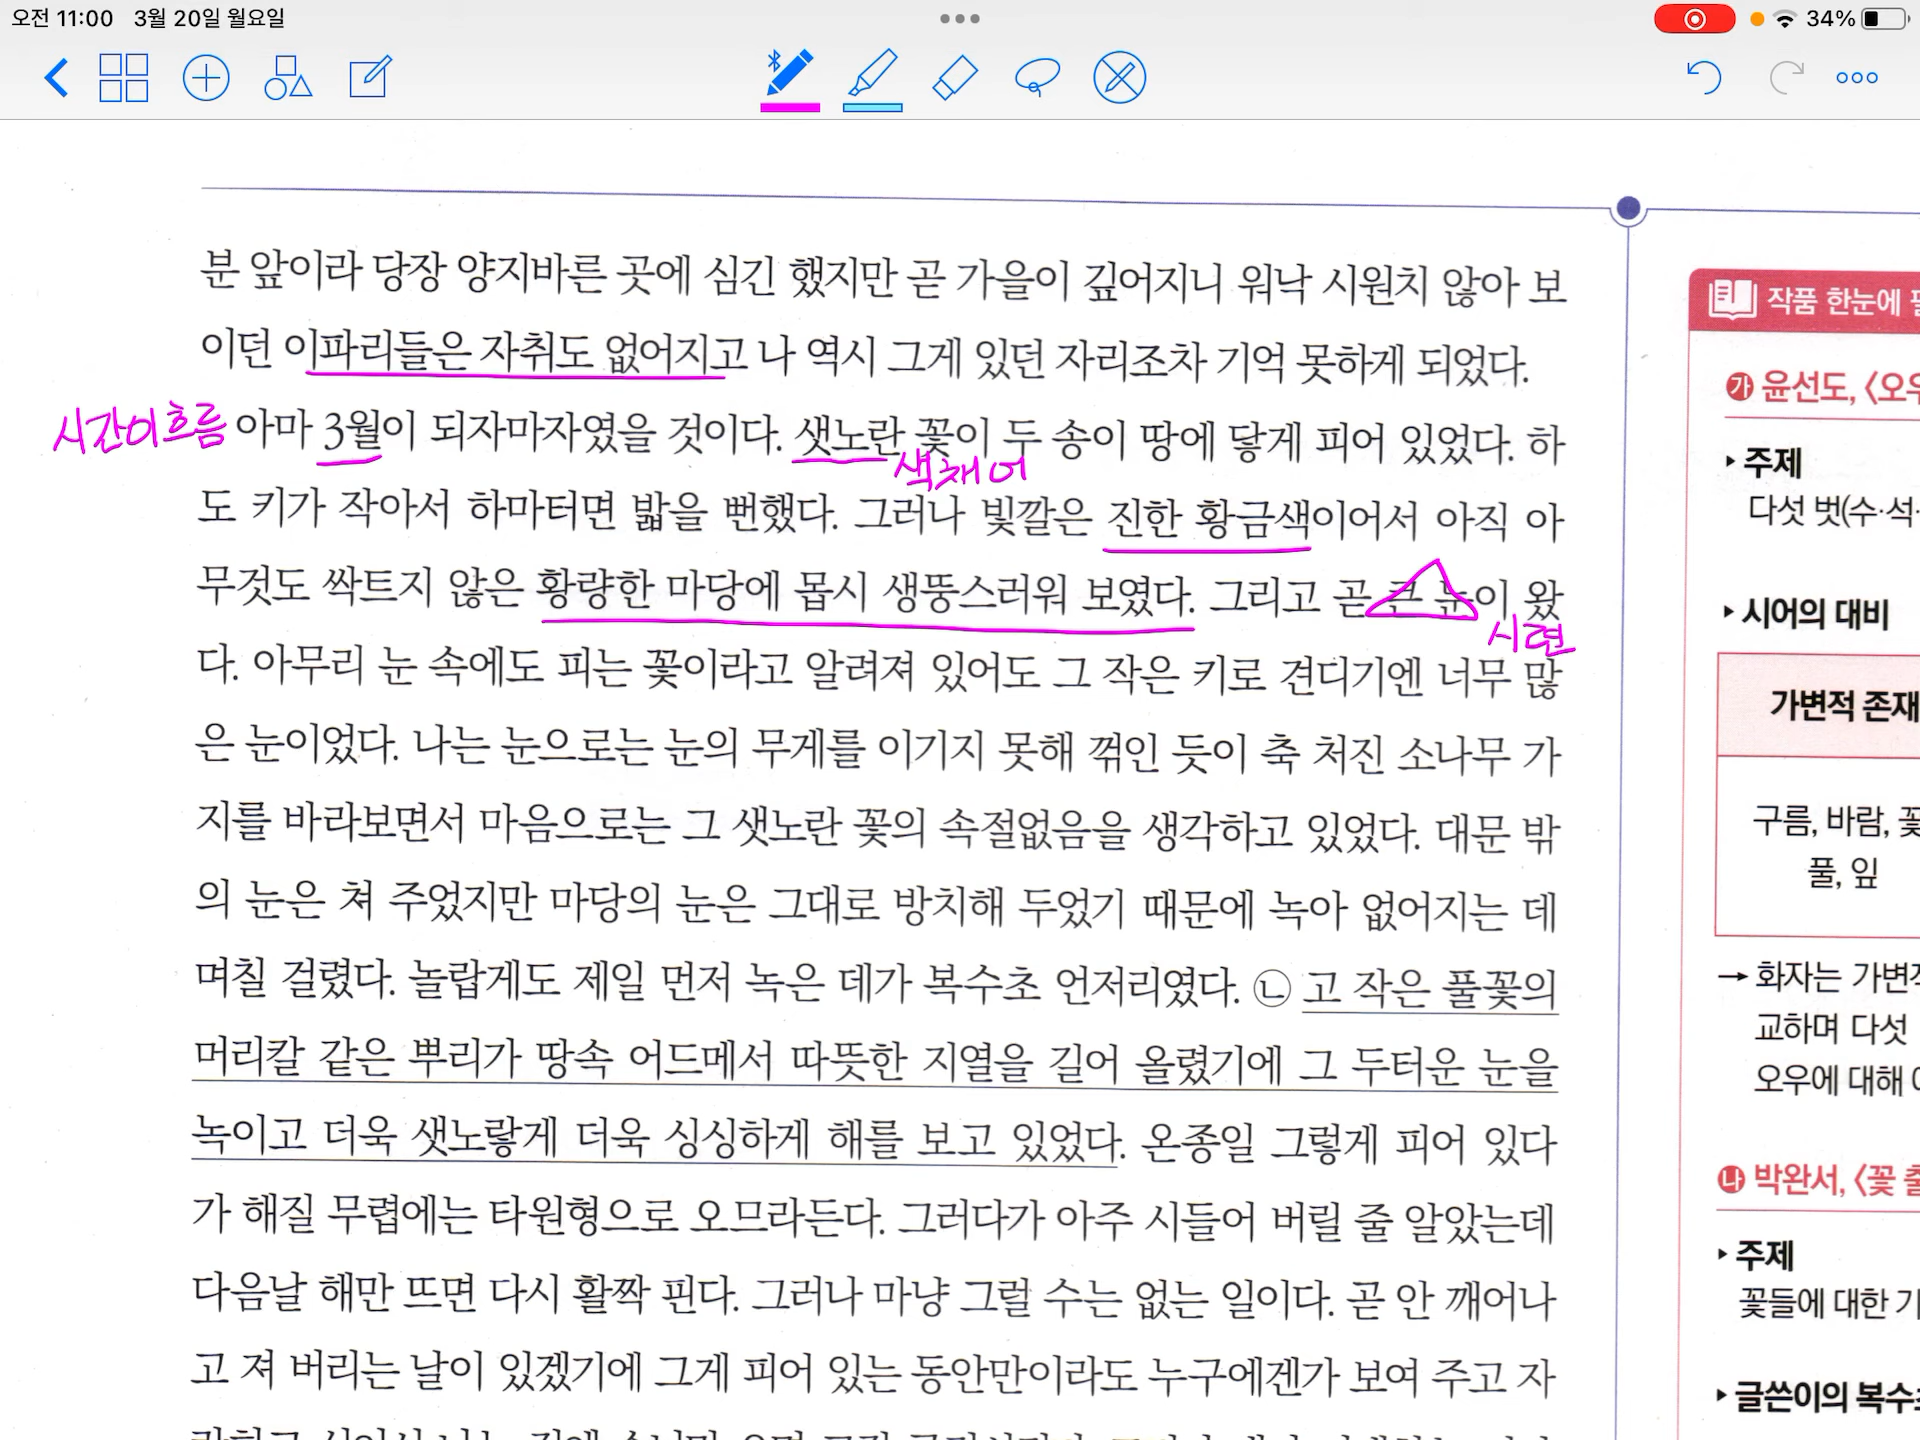 오전 11:00 3월 20일 월요일
34%
분 앞이라 당장 양지바른 곳에 심긴 했지만 곧 가을이 깊어지니 워낙 시원치 않아 보
이던 이파리들은 자취도 없어지고 나 역시 그게 있던 자리조차 기억 못하게 되었다.
시간이흐름
아마 3월이 되자마자였을 것이다. 샛노란 꽃이 두 송이 땅에 닿게 피어 있었다. 하
색채어
도 키가 작아서 하마터면 밟을 뻔했다. 그러나 빛깔은 진한 황금색이어서 아직 아
무것도 싹트지 않은 황량한 마당에 몹시 생뚱스러워 보였다. 그리고 곧 큰 눈이 왔
시련
다. 아무리 눈 속에도 피는 꽃이라고 알려져 있어도 그 작은 키로 견디기엔 너무 많
은 눈이었다. 나는 눈으로는 눈의 무게를 이기지 못해 꺾인 듯이 축 처진 소나무 가
지를 바라보면서 마음으로는 그 샛노란 꽃의 속절없음을 생각하고 있었다. 대문 밖
의 눈은 쳐 주었지만 마당의 눈은 그대로 방치해 두었기 때문에 녹아 없어지는 데
며칠 걸렸다. 놀랍게도 제일 먼저 녹은 데가 복수초 언저리였다. ㉡ 고 작은 풀꽃의
머리칼 같은 뿌리가 땅속 어드메서 따뜻한 지열을 길어 올렸기에 그 두터운 눈을
녹이고 더욱 샛노랗게 더욱 싱싱하게 해를 보고 있었다. 온종일 그렇게 피어 있다
가 해질 무렵에는 타원형으로 오므라든다. 그러다가 아주 시들어 버릴 줄 알았는데
다음날 해만 뜨면 다시 활짝 핀다. 그러나 마냥 그럴 수는 없는 일이다. 곧 안 깨어나
고 져 버리는 날이 있겠기에 그게 피어 있는 동안만이라도 누구에겐가 보여 주고 자
작품 한눈에
㉮ 윤선도, 〈오우
▸ 주제
다섯 벗(수·석·
▸ 시어의 대비
가변적 존재
구름, 바람, 꽃
풀, 잎
→ 화자는 가변적
교하며 다섯
오우에 대해
㉯ 박완서, 〈꽃 출
▸ 주제
꽃들에 대한 기
▸ 글쓴이의 복수초